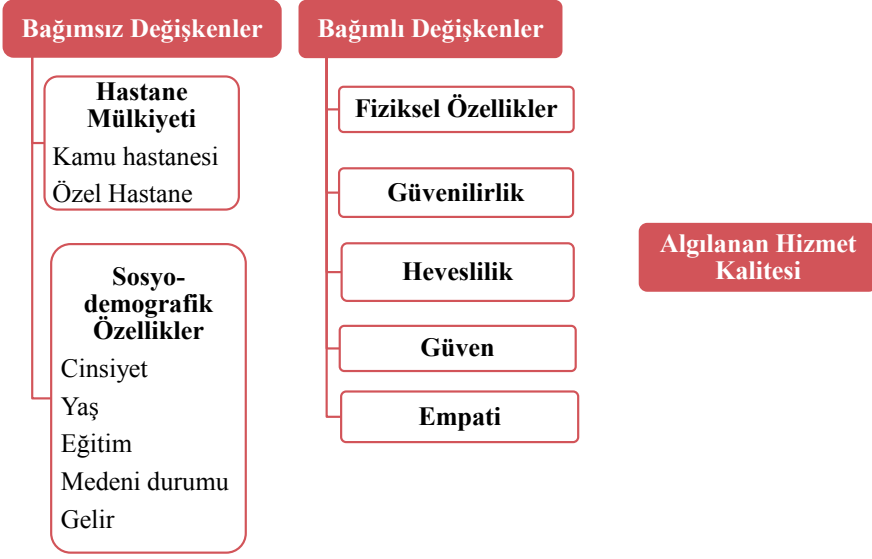 Bağımsız Değişkenler
Hastane
Mülkiyeti
Kamu hastanesi
Özel Hastane
Sosyo-
demografik
Özellikler
Cinsiyet
Yaş
Eğitim
Medeni durumu
Gelir
Bağımlı Değişkenler
Fiziksel Özellikler
Güvenilirlik
Heveslilik
Güven
Empati
Algılanan Hizmet
Kalitesi